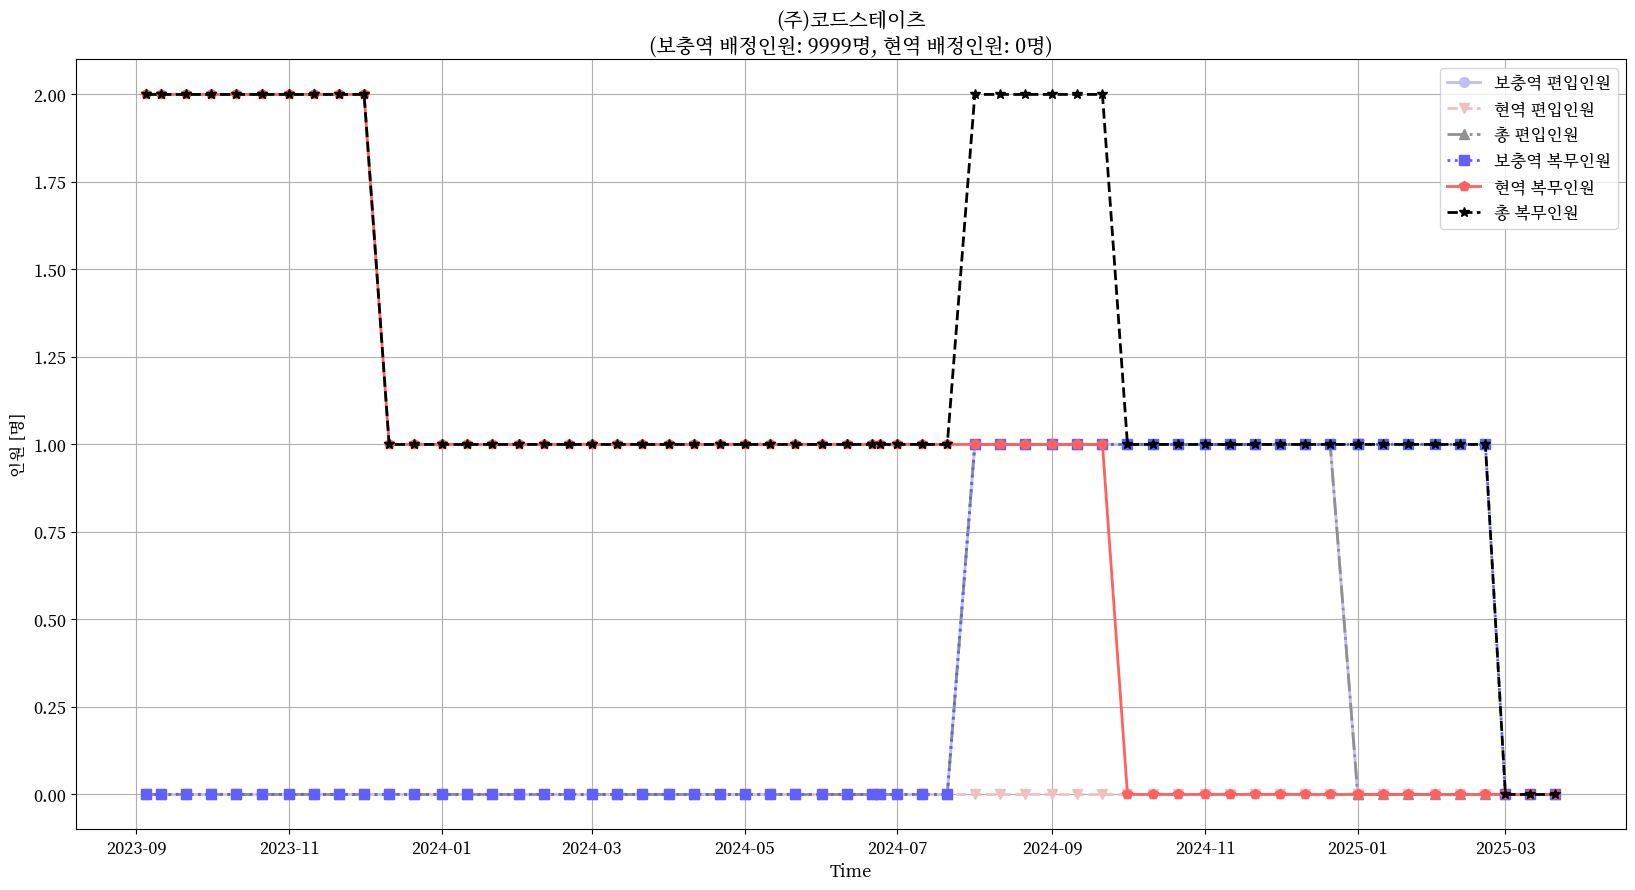 (주)코드스테이츠
(보충역 배정인원: 9999명, 현역 배정인원: 0명)
보충역 편입인원
현역 편입인원
총 편입인원
보충역 복무인원
현역 복무인원
총 복무인원
인원 [명]
2.00
1.75
1.50
1.25
1.00
0.75
0.50
0.25
0.00
2023-09 2023-11 2024-01 2024-03 2024-05 2024-07 2024-09 2024-11 2025-01 2025-03
Time